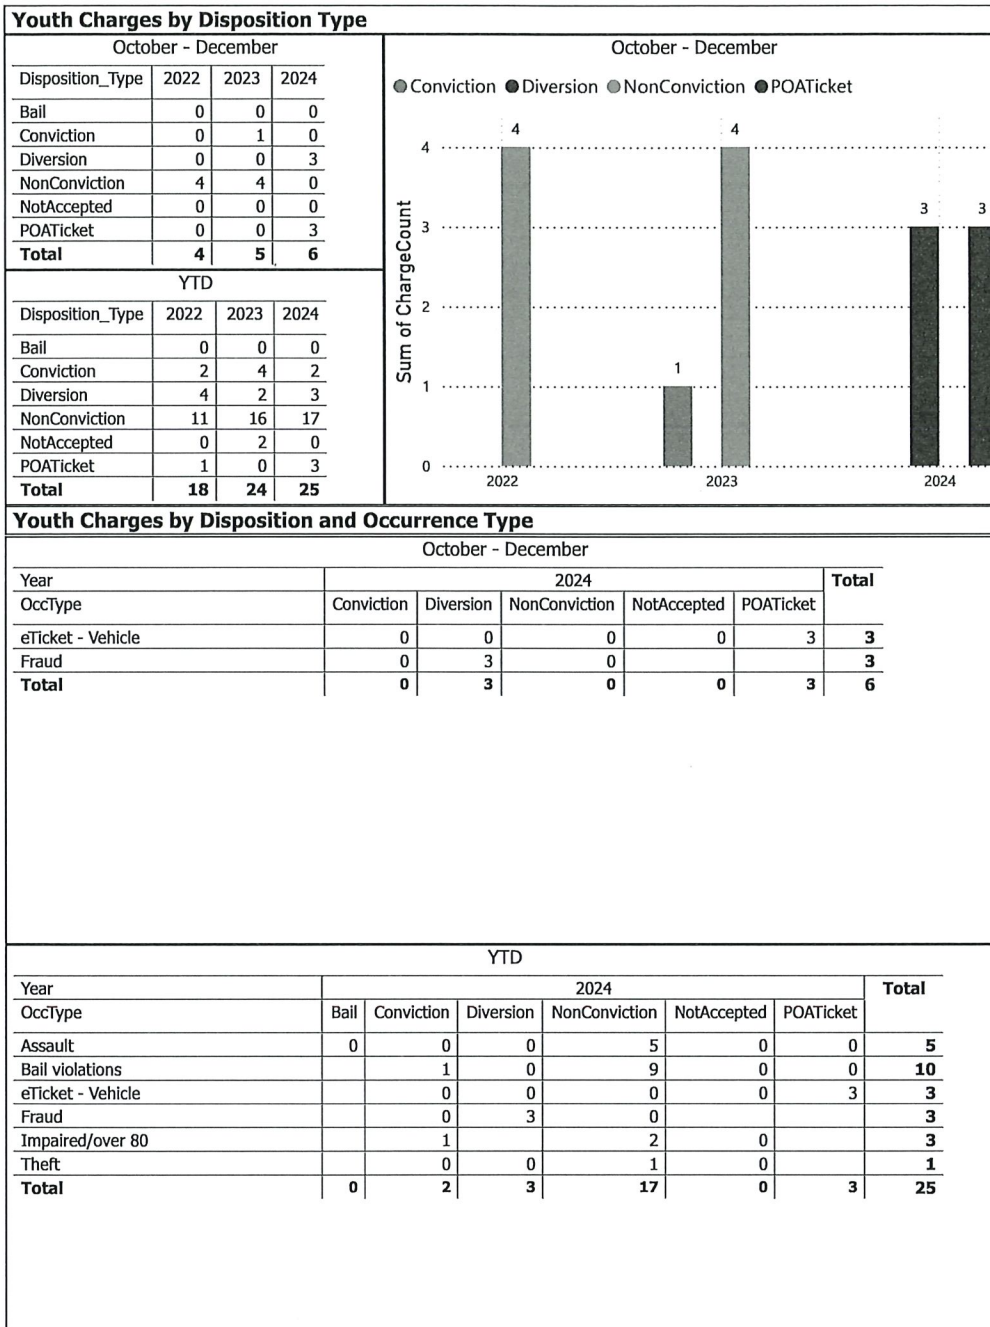 Youth Charges by Disposition Type
October - December
Disposition_Type 2022 2023 2024
Bail 0 0 0
Conviction 0 1 0
Diversion 0 0 3
NonConviction 4 4 0
NotAccepted 0 0 0
POATicket 0 0 3
Total 4 5 6
YTD
Disposition_Type 2022 2023 2024
Bail 0 0 0
Conviction 2 4 2
Diversion 4 2 3
NonConviction 11 16 17
NotAccepted 0 2 0
POATicket 1 0 3
Total 18 24 25
October - December
Conviction Diversion NonConviction POATicket
Sum of ChargeCount
4
3
2
1
0
4
1
4
3
3
2022 2023 2024
Youth Charges by Disposition and Occurrence Type
October - December
Year 2024 Total
OccType Conviction Diversion NonConviction NotAccepted POATicket
eTicket - Vehicle 0 0 0 0 3 3
Fraud 0 3 0 3
Total 0 3 0 0 3 6
YTD
Year 2024 Total
OccType Bail Conviction Diversion NonConviction NotAccepted POATicket
Assault 0 0 0 5 0 0 5
Bail violations 1 0 9 0 0 10
eTicket - Vehicle 0 0 0 0 3 3
Fraud 0 3 0 3
Impaired/over 80 1 2 0 3
Theft 0 0 1 0 1
Total 0 2 3 17 0 3 25